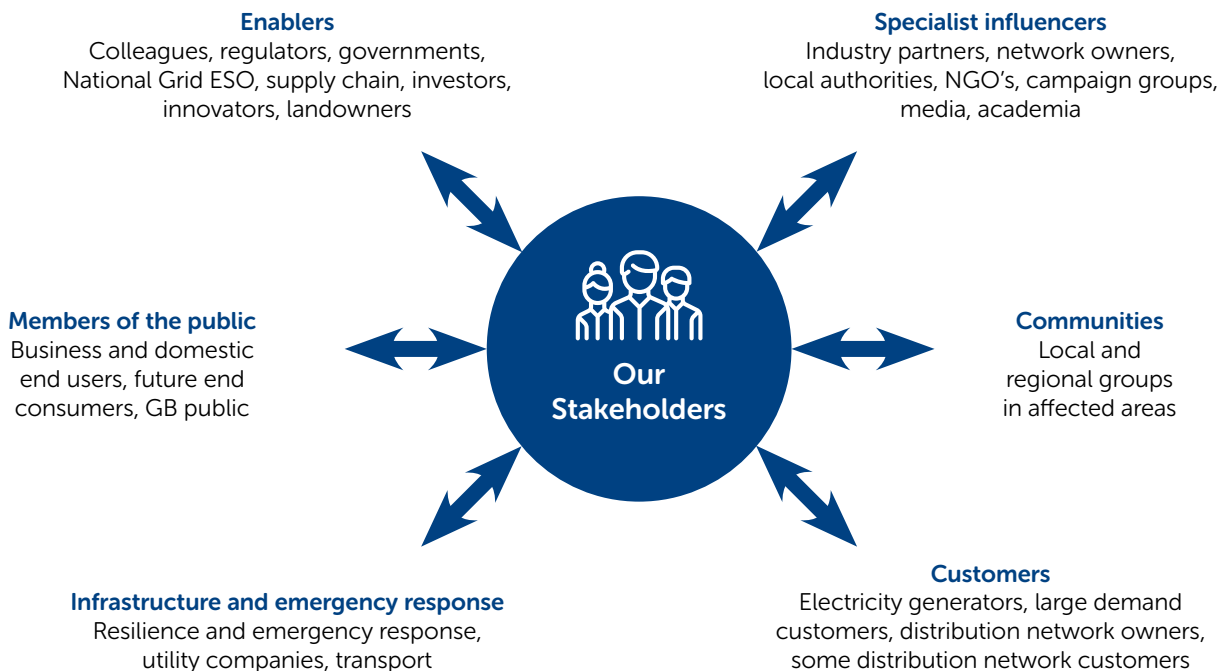 Enablers
Colleagues, regulators, governments,
National Grid ESO, supply chain, investors,
innovators, landowners
Specialist influencers
Industry partners, network owners,
local authorities, NGO's, campaign groups,
media, academia
Members of the public
Business and domestic
end users, future end
consumers, GB public
Our
Stakeholders
Communities
Local and
regional groups
in affected areas
Infrastructure and emergency response
Resilience and emergency response,
utility companies, transport
Customers
Electricity generators, large demand
customers, distribution network owners,
some distribution network customers